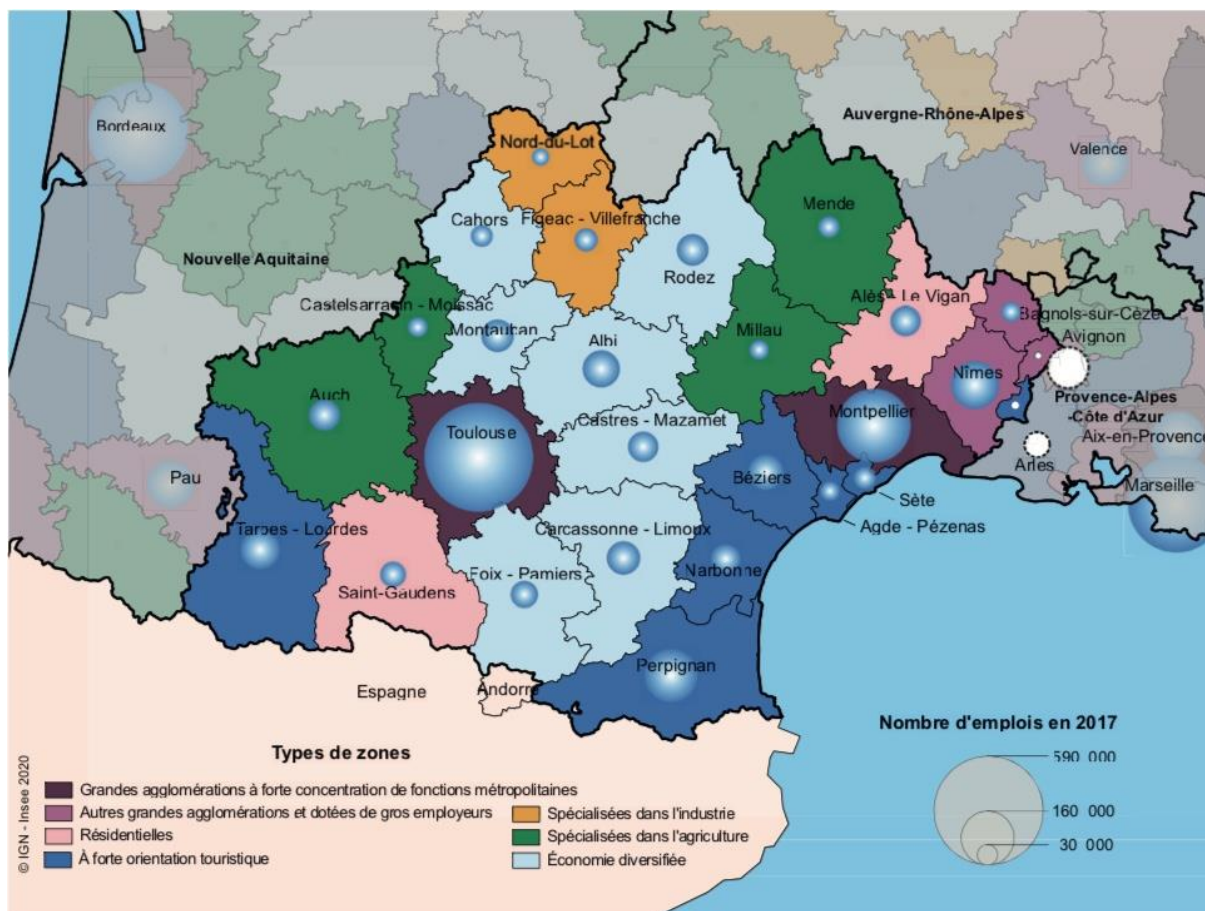 Bordeaux
Auvergne-Rhône-Alpes
Nord-du-Lot
Valence
Mende
Cahors
Figeac - Villefranche
Nouvelle Aquitaine
Rodez
Castelsarrasin - Moissac
Alès - Le Vigan
Bagnols-sur-Cèze
Montauban
Millau
Avignon
Albi
Nîmes
Auch
Provence-Alpes
-Côte d'Azur
Montpellier
Castres - Mazamet
Toulouse
Aix-en-Provence
Arles
Pau
Béziers
Marseille
Sète
Agde - Pézenas
Tarbes - Lourdes
Carcassonne - Limoux
Narbonne
Foix - Pamiers
Saint-Gaudens
Perpignan
Espagne
Andorre
Nombre d'emplois en 2017
590 000
160 000
30 000
Types de zones
Grandes agglomérations à forte concentration de fonctions métropolitaines
Autres grandes agglomérations et dotées de gros employeurs
Résidentielles
À forte orientation touristique
Spécialisées dans l'industrie
Spécialisées dans l'agriculture
Économie diversifiée
© IGN - Insee 2020